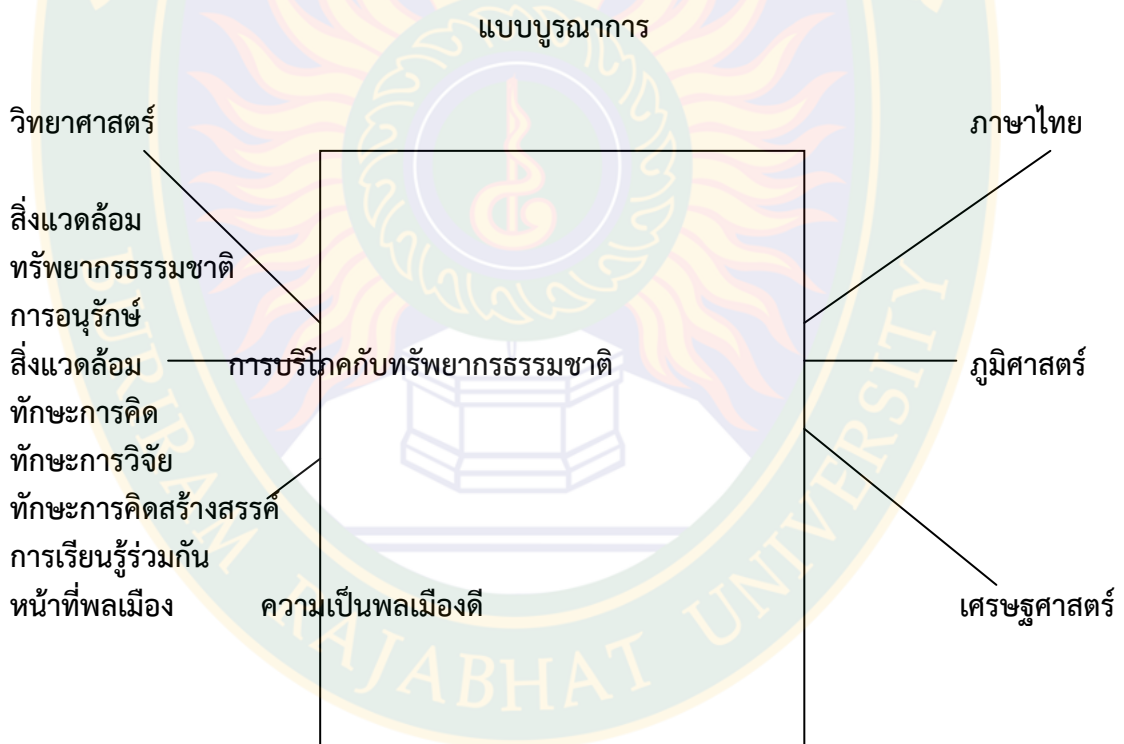 แบบบูรณาการ
วิทยาศาสตร์ ภาษาไทย
สิ่งแวดล้อม
ทรัพยากรธรรมชาติ
การอนุรักษ์
สิ่งแวดล้อม การบริโภคกับทรัพยากรธรรมชาติ ภูมิศาสตร์
ทักษะการคิด
ทักษะการวิจัย
ทักษะการคิดสร้างสรรค์
การเรียนรู้ร่วมกัน
หน้าที่พลเมือง ความเป็นพลเมืองดี เศรษฐศาสตร์
BURIRAM RAJABHAT UNIVERSITY